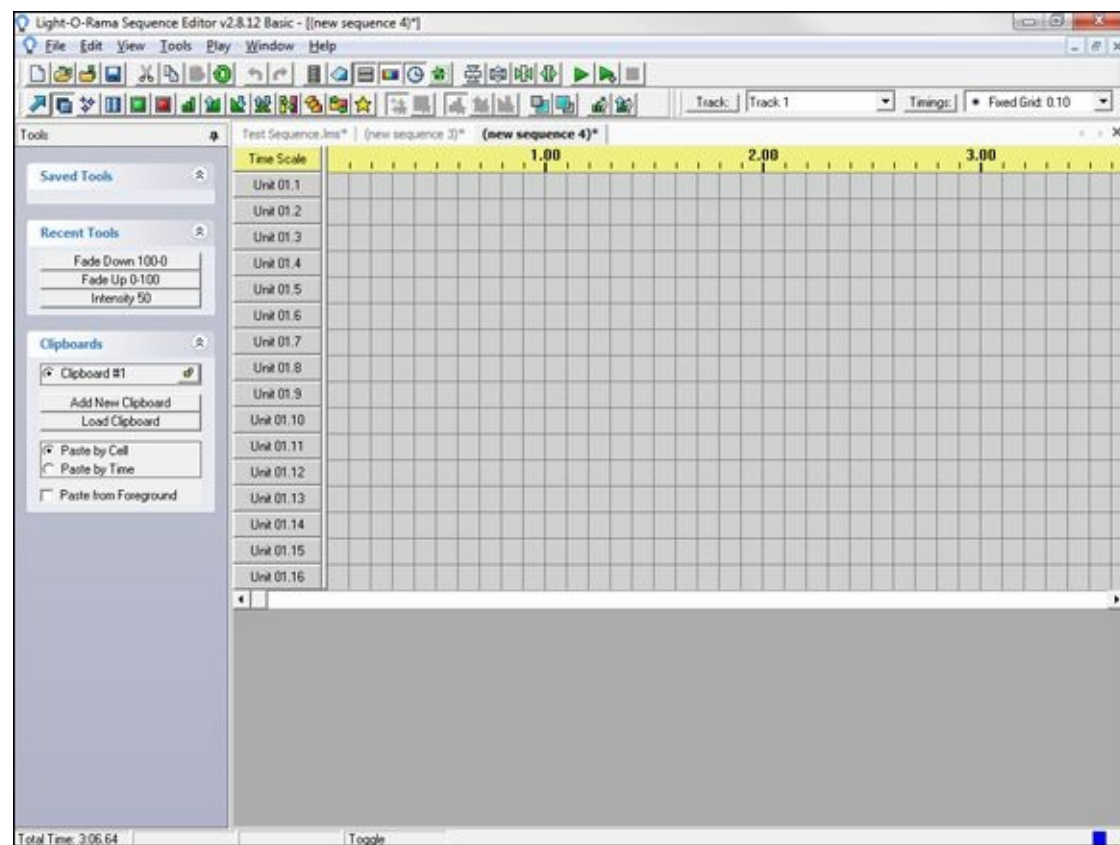 Light-O-Rama Sequence Editor v2.8.12 Basic - [(new sequence 4)*]
File Edit View Tools Play Window Help
Track: Track 1 Timings: Fixed Grid: 0.10
Tools
Test Sequence.lms* (new sequence 3)* (new sequence 4)*
Time Scale 1.00 2.00 3.00
Saved Tools
Recent Tools
Fade Down 100-0
Fade Up 0-100
Intensity 50
Clipboards
Clipboard #1
Add New Clipboard
Load Clipboard
Paste by Cell
Paste by Time
Paste from Foreground
Unit 01.1
Unit 01.2
Unit 01.3
Unit 01.4
Unit 01.5
Unit 01.6
Unit 01.7
Unit 01.8
Unit 01.9
Unit 01.10
Unit 01.11
Unit 01.12
Unit 01.13
Unit 01.14
Unit 01.15
Unit 01.16
Total Time: 3:06.64 Toggle